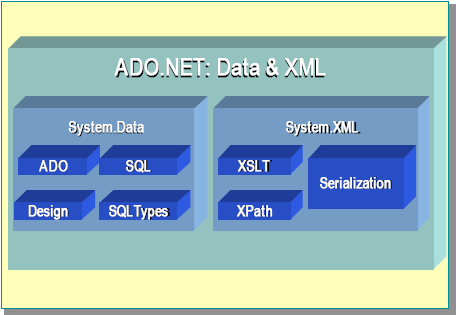 ADO.NET: Data & XML
System.Data
System.XML
ADO
SQL
XSLT
Serialization
Design
SQLTypes
XPath